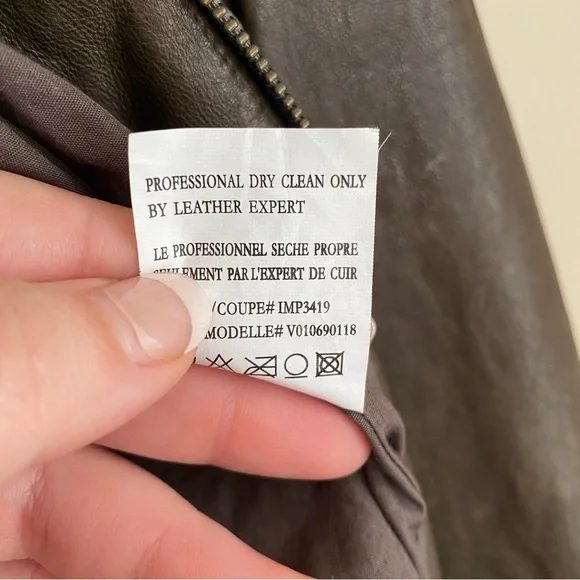 PROFESSIONAL DRY CLEAN ONLY
BY LEATHER EXPERT
LE PROFESSIONNEL SECHE PROPRE
SEULEMENT PAR L'EXPERT DE CUIR
/COUPE# IMP3419
MODELLE# V010690118